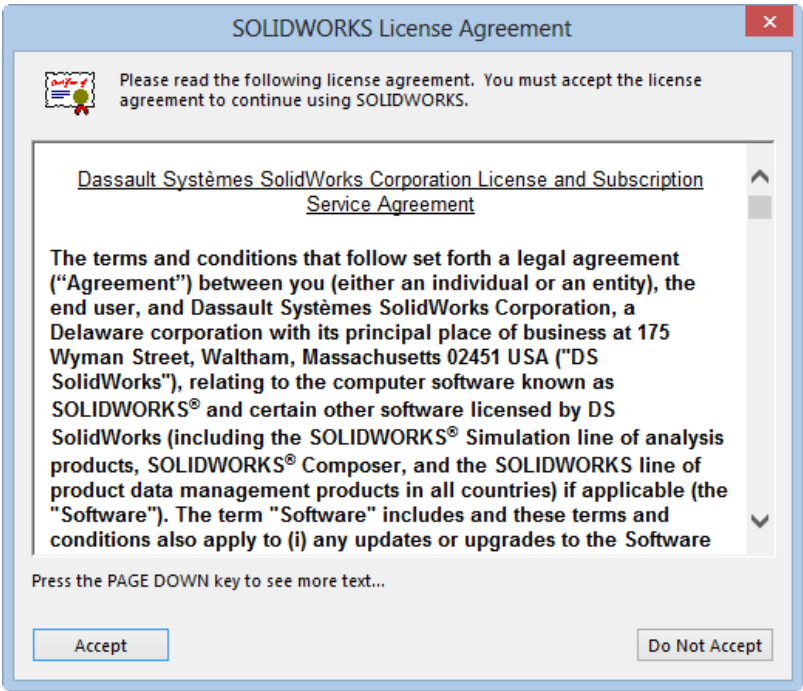 SOLIDWORKS License Agreement
Please read the following license agreement. You must accept the license
agreement to continue using SOLIDWORKS.
Dassault Systèmes SolidWorks Corporation License and Subscription
Service Agreement
The terms and conditions that follow set forth a legal agreement
(“Agreement”) between you (either an individual or an entity), the
end user, and Dassault Systèmes SolidWorks Corporation, a
Delaware corporation with its principal place of business at 175
Wyman Street, Waltham, Massachusetts 02451 USA ("DS
SolidWorks"), relating to the computer software known as
SOLIDWORKS® and certain other software licensed by DS
SolidWorks (including the SOLIDWORKS® Simulation line of analysis
products, SOLIDWORKS® Composer, and the SOLIDWORKS line of
product data management products in all countries) if applicable (the
"Software"). The term "Software" includes and these terms and
conditions also apply to (i) any updates or upgrades to the Software
Press the PAGE DOWN key to see more text...
Accept
Do Not Accept